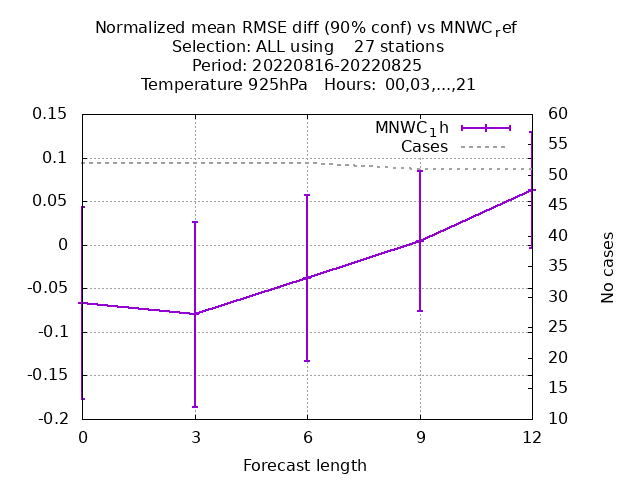 Normalized mean RMSE diff (90% conf) vs MNWC_ref
Selection: ALL using    27 stations
Period: 20220816-20220825
Temperature 925hPa   Hours: 00,03,...,21
MNWC_1h
Cases
0.15
0.1
0.05
0
-0.05
-0.1
-0.15
-0.2
60
55
50
45
40
35
30
25
20
15
10
No cases
0 3 6 9 12
Forecast length